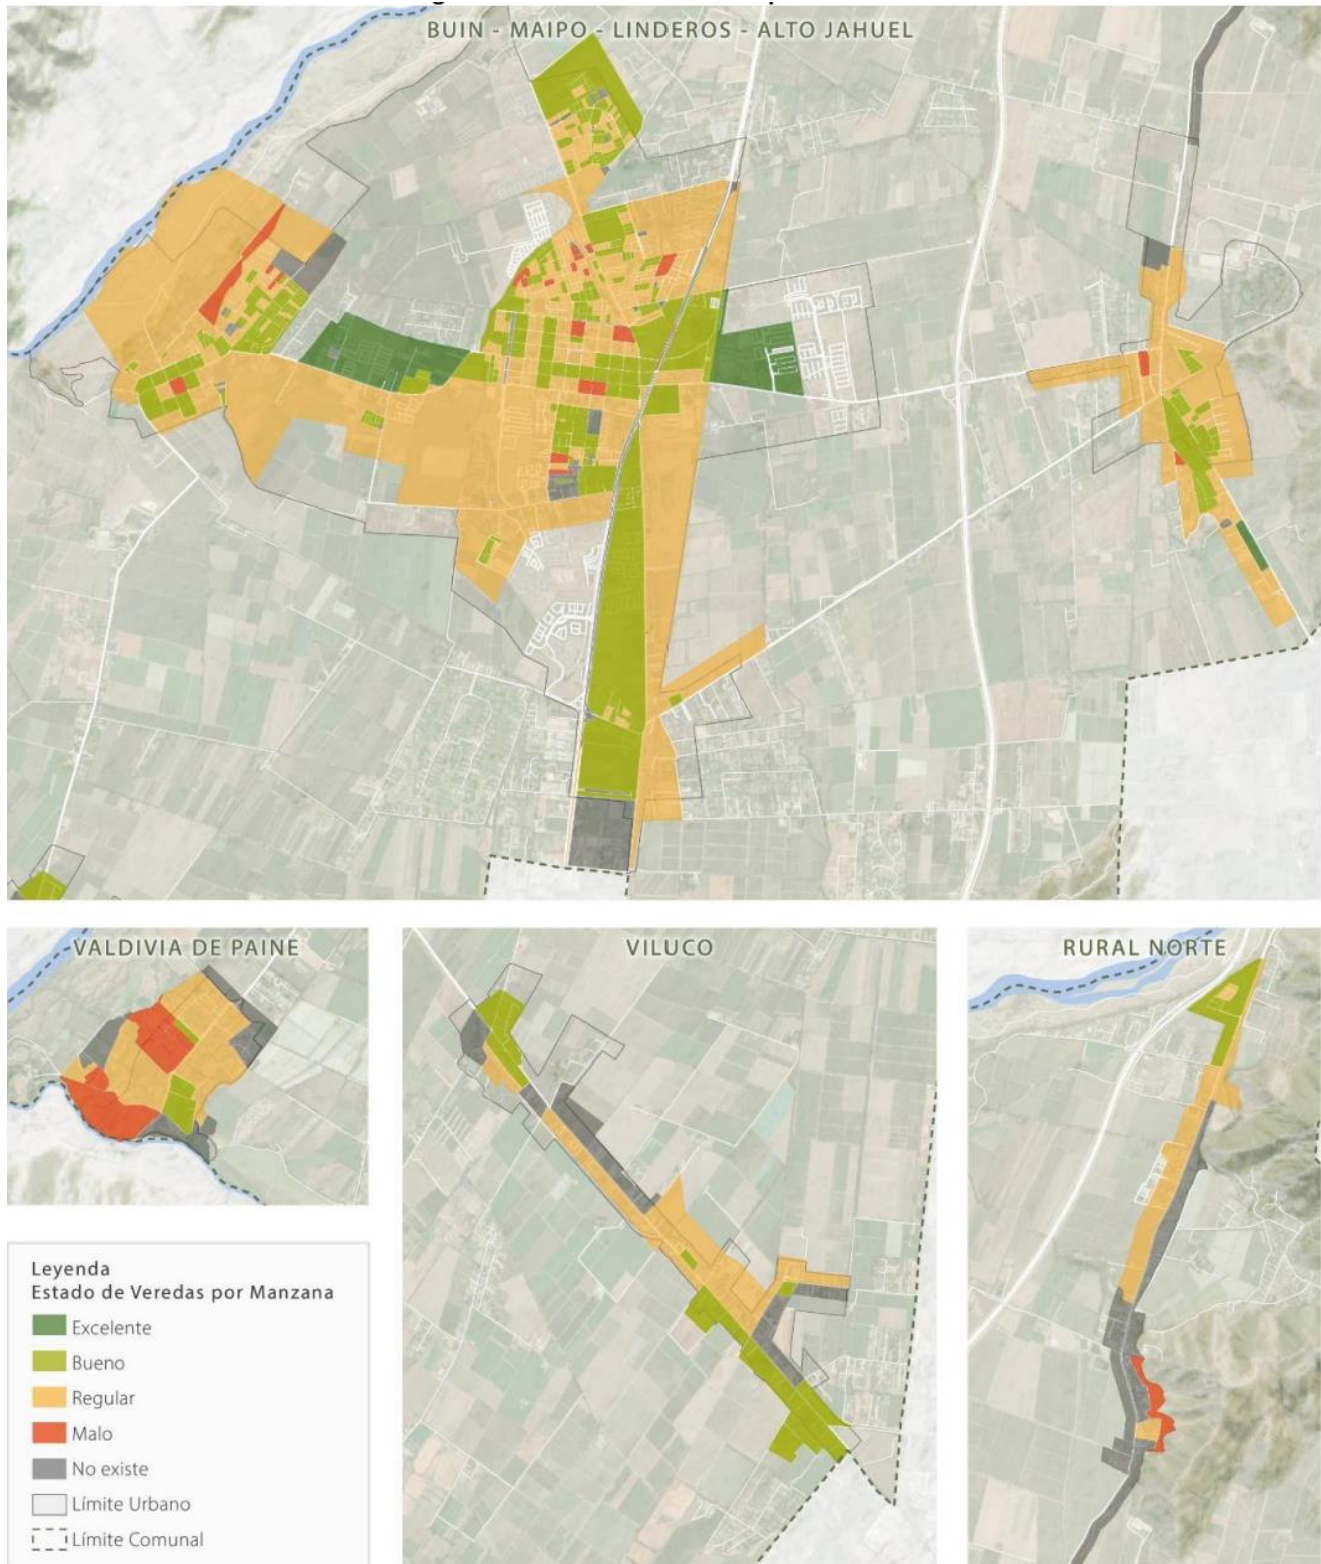 BUIN - MAIPO - LINDEROS - ALTO JAHUEL
VALDIVIA DE PAINE
VILUCO
RURAL NORTE
Leyenda
Estado de Veredas por Manzana
Excelente
Bueno
Regular
Malo
No existe
Límite Urbano
Límite Comunal